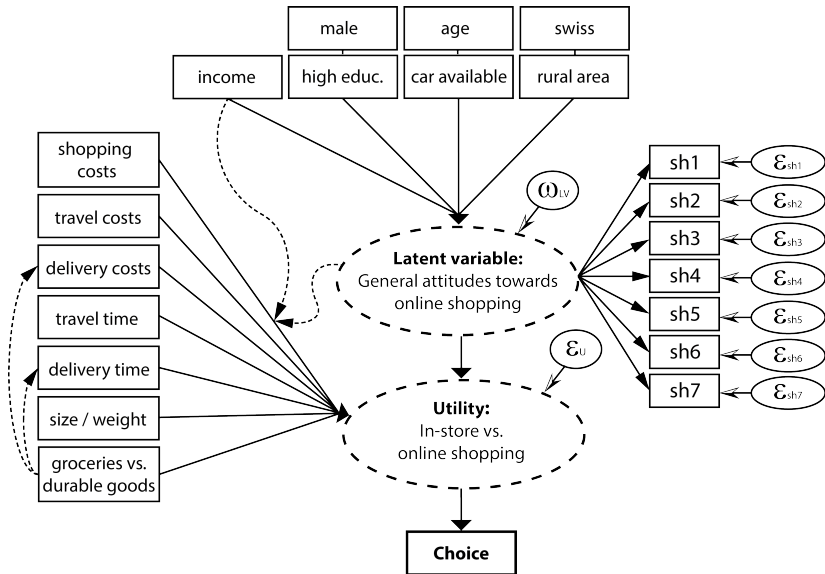 male
age
swiss
income
high educ.
car available
rural area
shopping
costs
travel costs
delivery costs
travel time
delivery time
size / weight
groceries vs.
durable goods
ωLV
Latent variable:
General attitudes towards
online shopping
εU
Utility:
In-store vs.
online shopping
Choice
sh1
εsh1
sh2
εsh2
sh3
εsh3
sh4
εsh4
sh5
εsh5
sh6
εsh6
sh7
εsh7